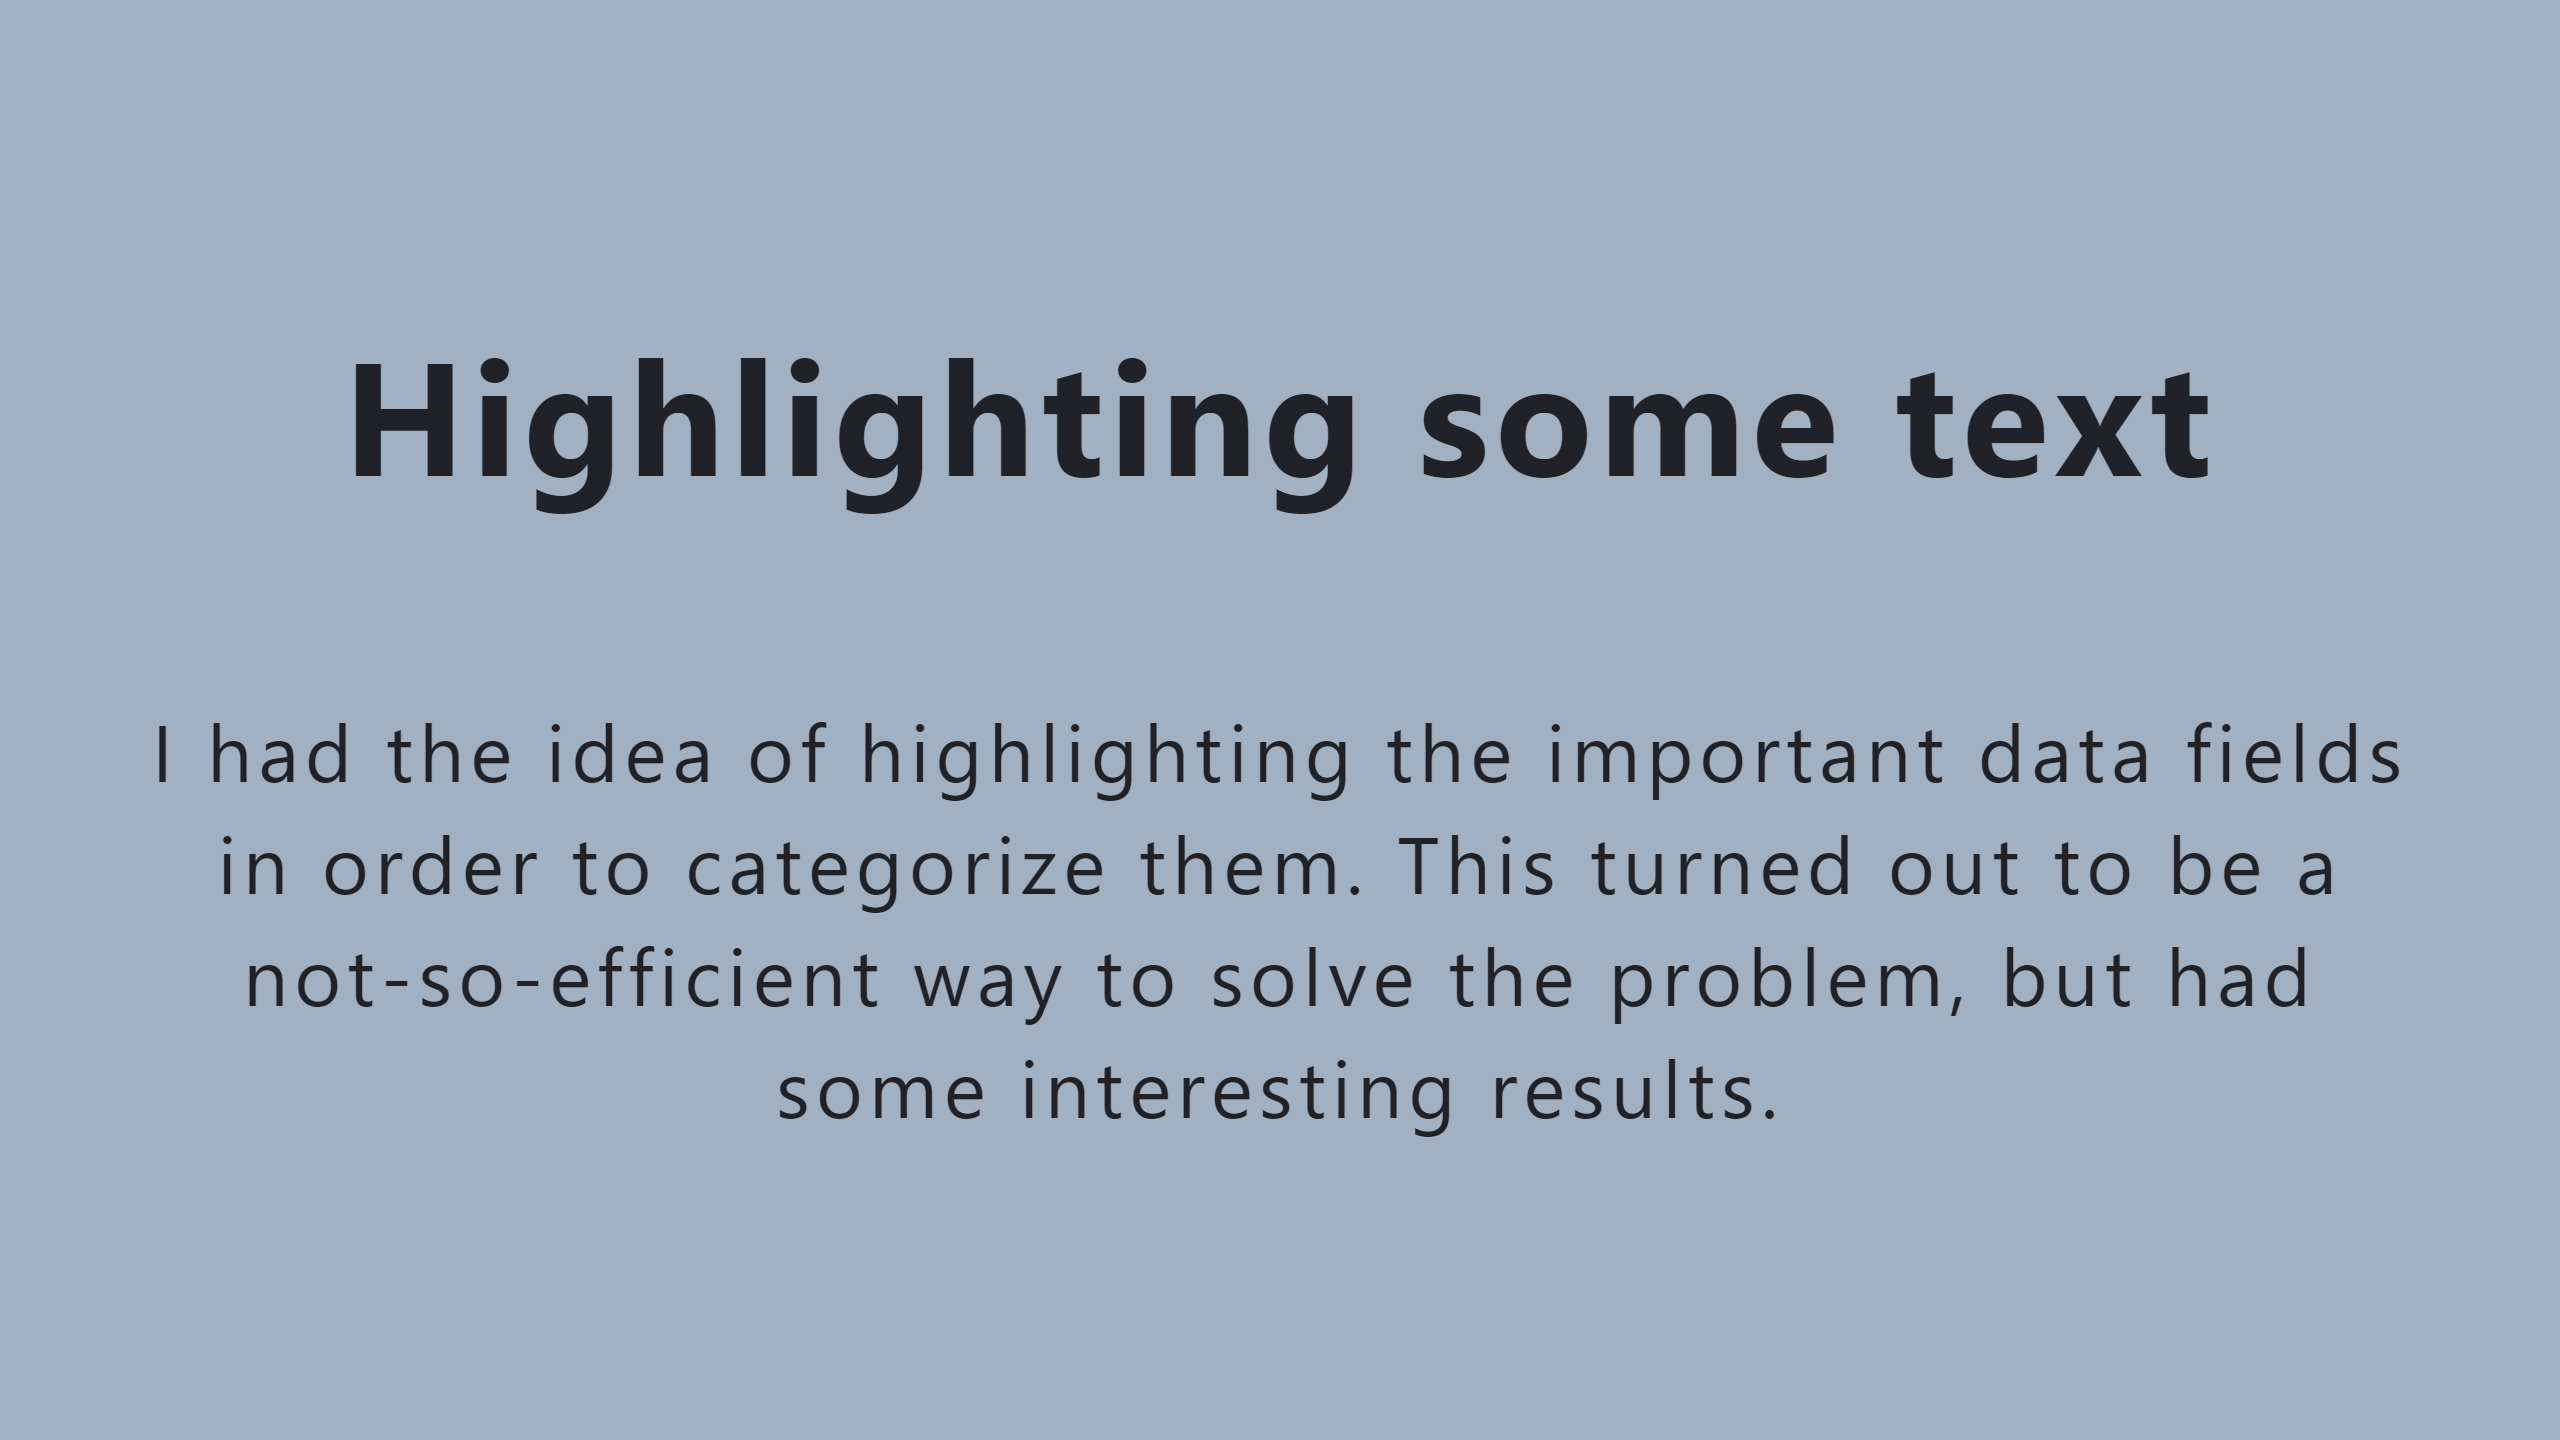 Highlighting some text
I had the idea of highlighting the important data fields
in order to categorize them. This turned out to be a
not-so-efficient way to solve the problem, but had
some interesting results.